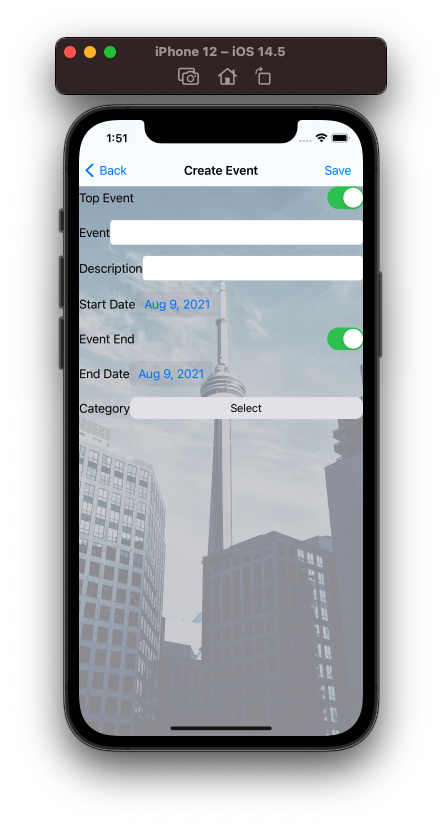 iPhone 12 – iOS 14.5
1:51
Back Create Event Save
Top Event
Event
Description
Start Date Aug 9, 2021
Event End
End Date Aug 9, 2021
Category Select